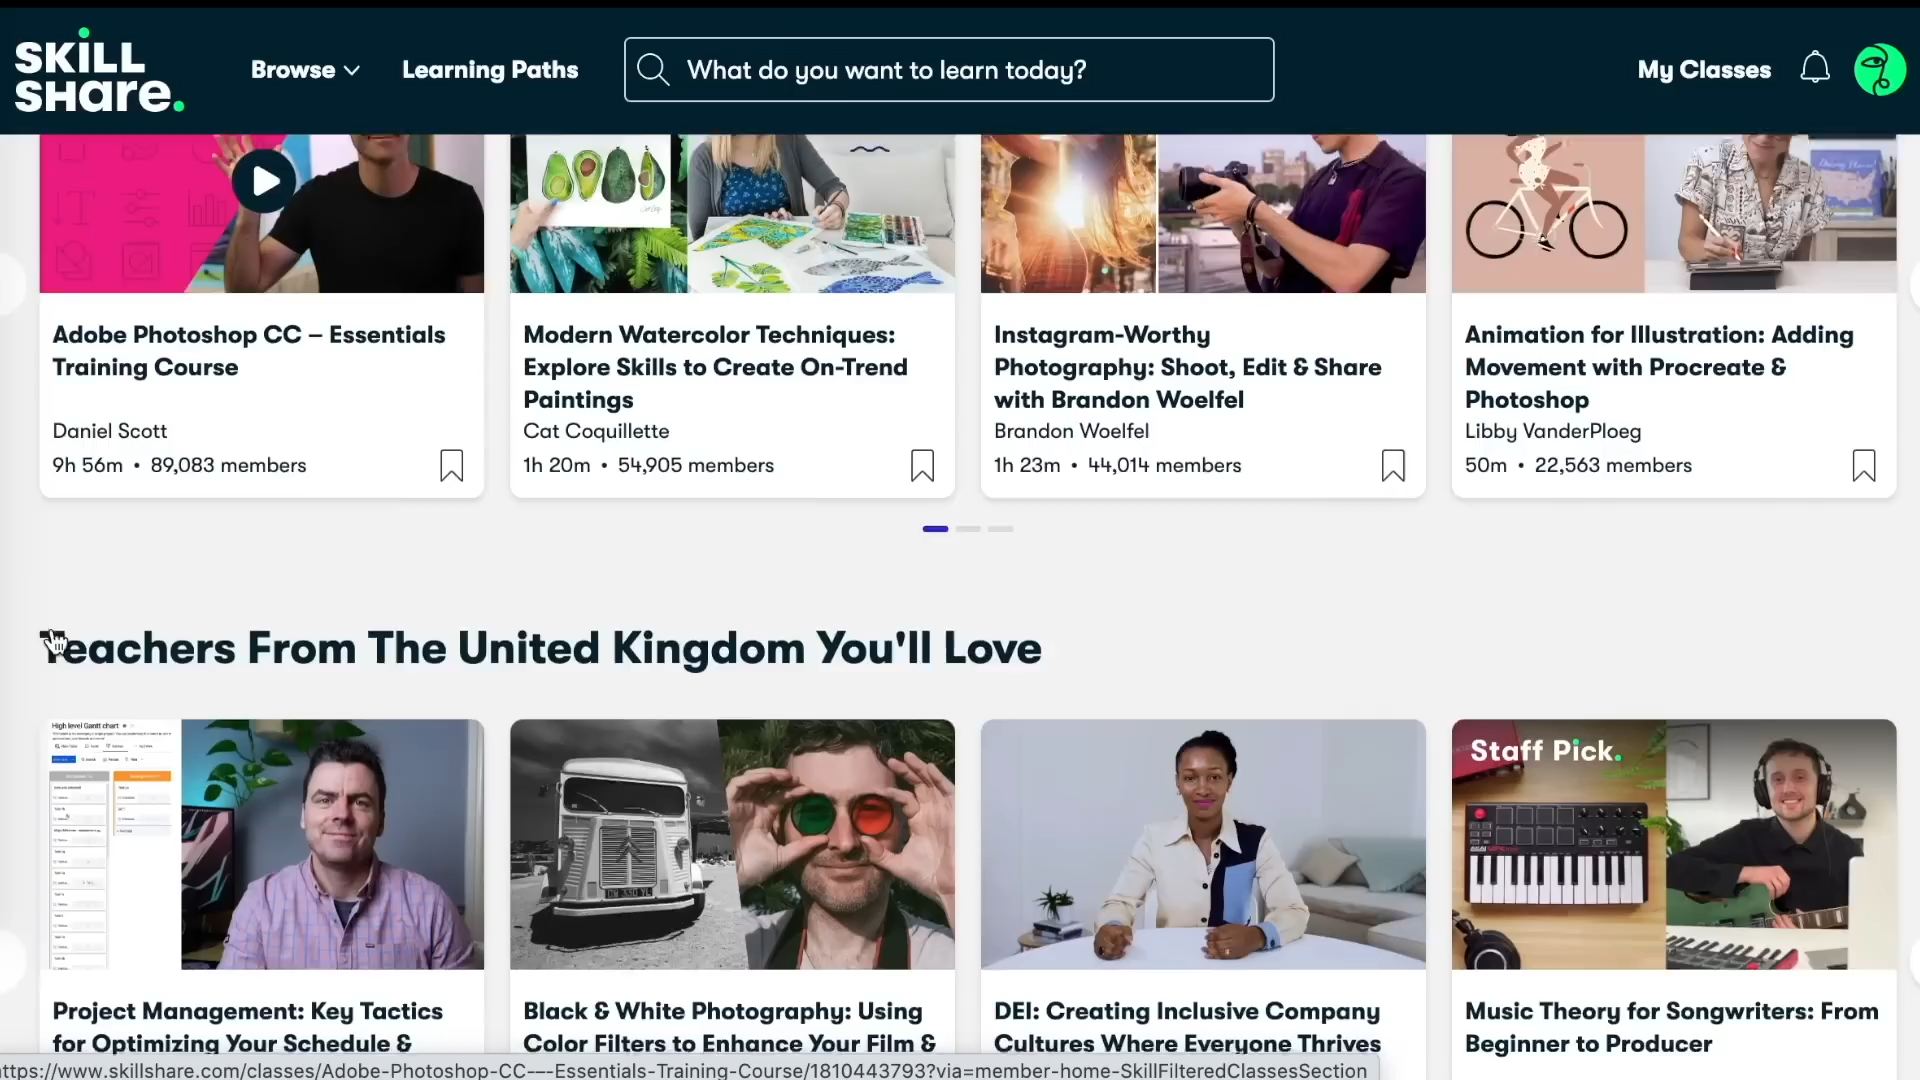 SKILL
SHare.
Browse
Learning Paths
What do you want to learn today?
My Classes
Adobe Photoshop CC – Essentials
Training Course
Daniel Scott
9h 56m • 89,083 members
Modern Watercolor Techniques:
Explore Skills to Create On-Trend
Paintings
Cat Coquillette
1h 20m • 54,905 members
Instagram-Worthy
Photography: Shoot, Edit & Share
with Brandon Woelfel
Brandon Woelfel
1h 23m • 44,014 members
Animation for Illustration: Adding
Movement with Procreate &
Photoshop
Libby VanderPloeg
50m • 22,563 members
Teachers From The United Kingdom You'll Love
High level Gantt chart
Staff Pick.
Project Management: Key Tactics
for Optimizing Your Schedule &
Black & White Photography: Using
Color Filters to Enhance Your Film &
DEI: Creating Inclusive Company
Cultures Where Everyone Thrives
Music Theory for Songwriters: From
Beginner to Producer
ttps://www.skillshare.com/classes/Adobe-Photoshop-CC-–-Essentials-Training-Course/1810443793?via=member-home-SkillFilteredClassesSection